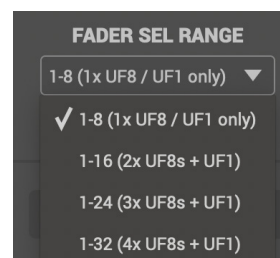 FADER SEL RANGE
1-8 (1x UF8 / UF1 only) ▼
✓ 1-8 (1x UF8 / UF1 only)
1-16 (2x UF8s + UF1)
1-24 (3x UF8s + UF1)
1-32 (4x UF8s + UF1)